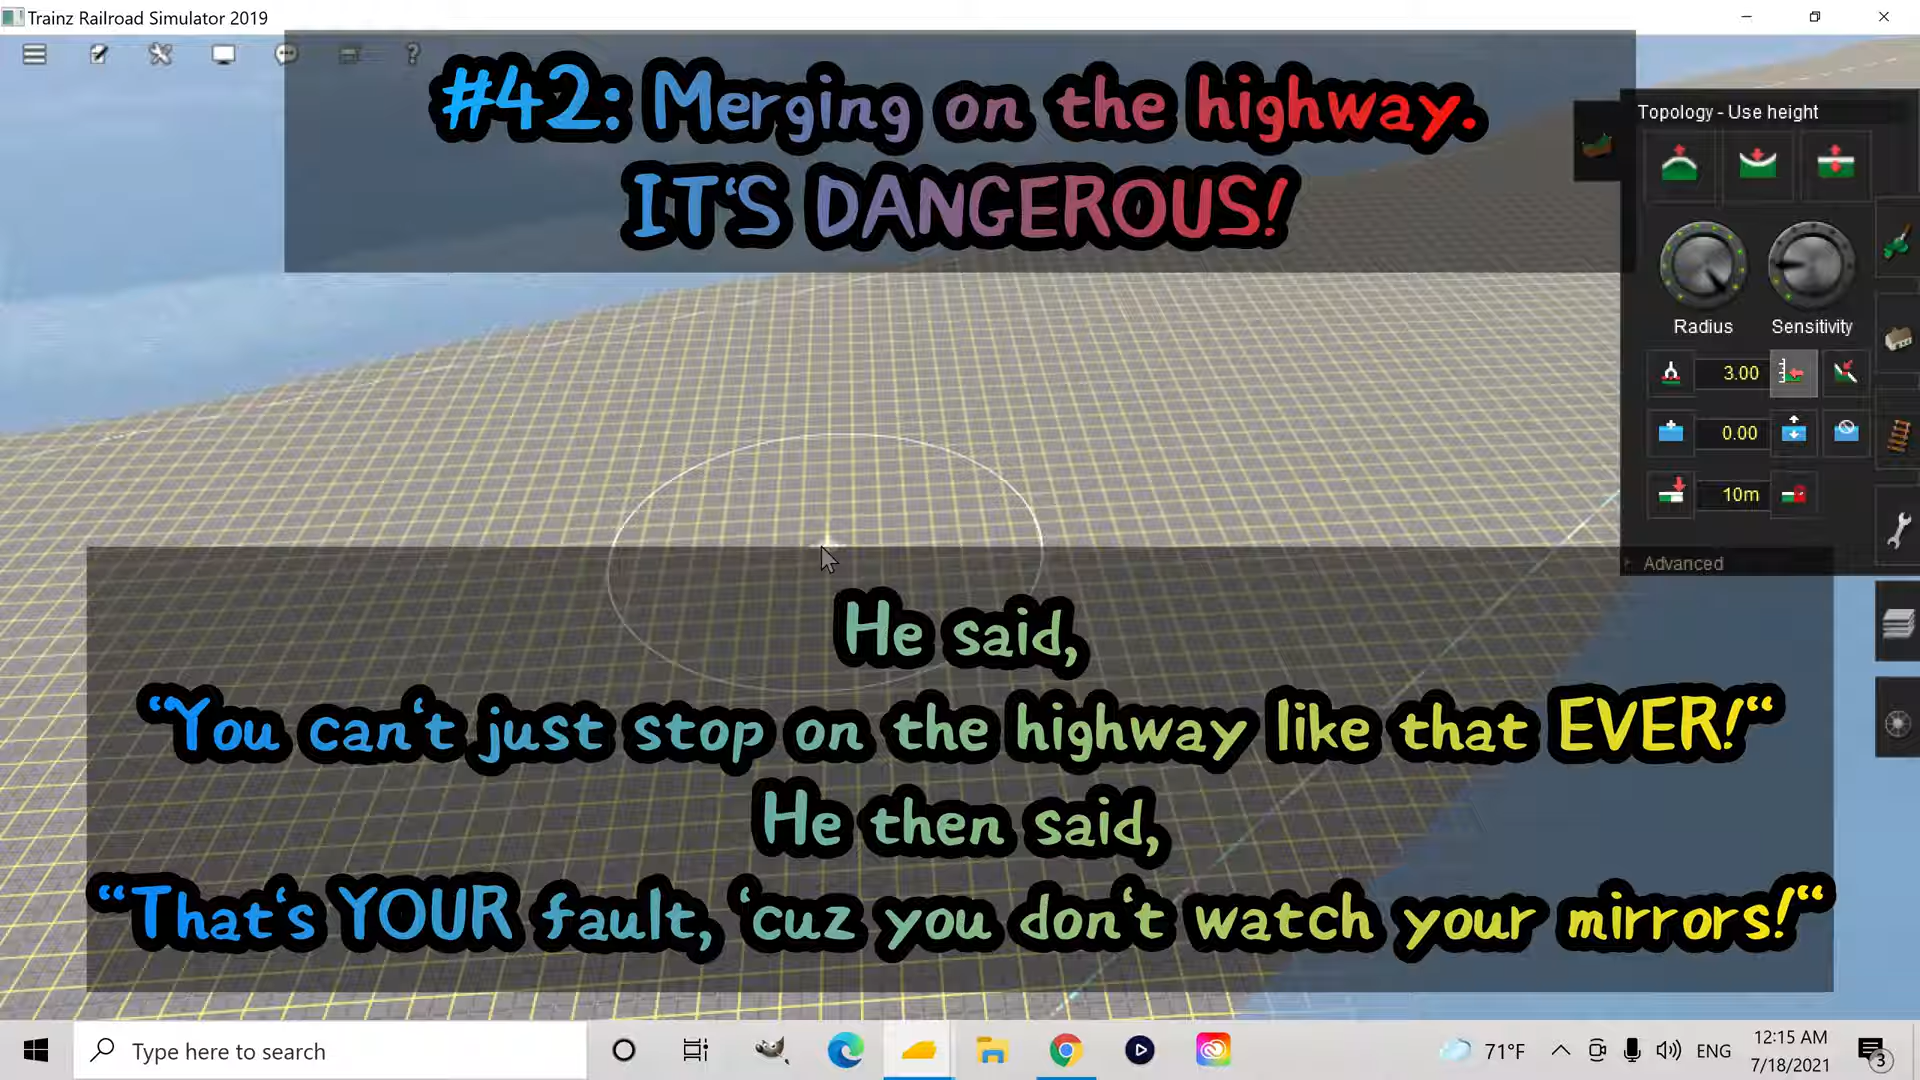 Trainz Railroad Simulator 2019
#42: Merging on the highway.
IT'S DANGEROUS!
Topology - Use height
Radius Sensitivity
3.00
0.00
10m
Advanced
He said,
"You can't just stop on the highway like that EVER!"
He then said,
"That's YOUR fault, 'cuz you don't watch your mirrors!"
Type here to search
71°F
ENG
12:15 AM
7/18/2021
3